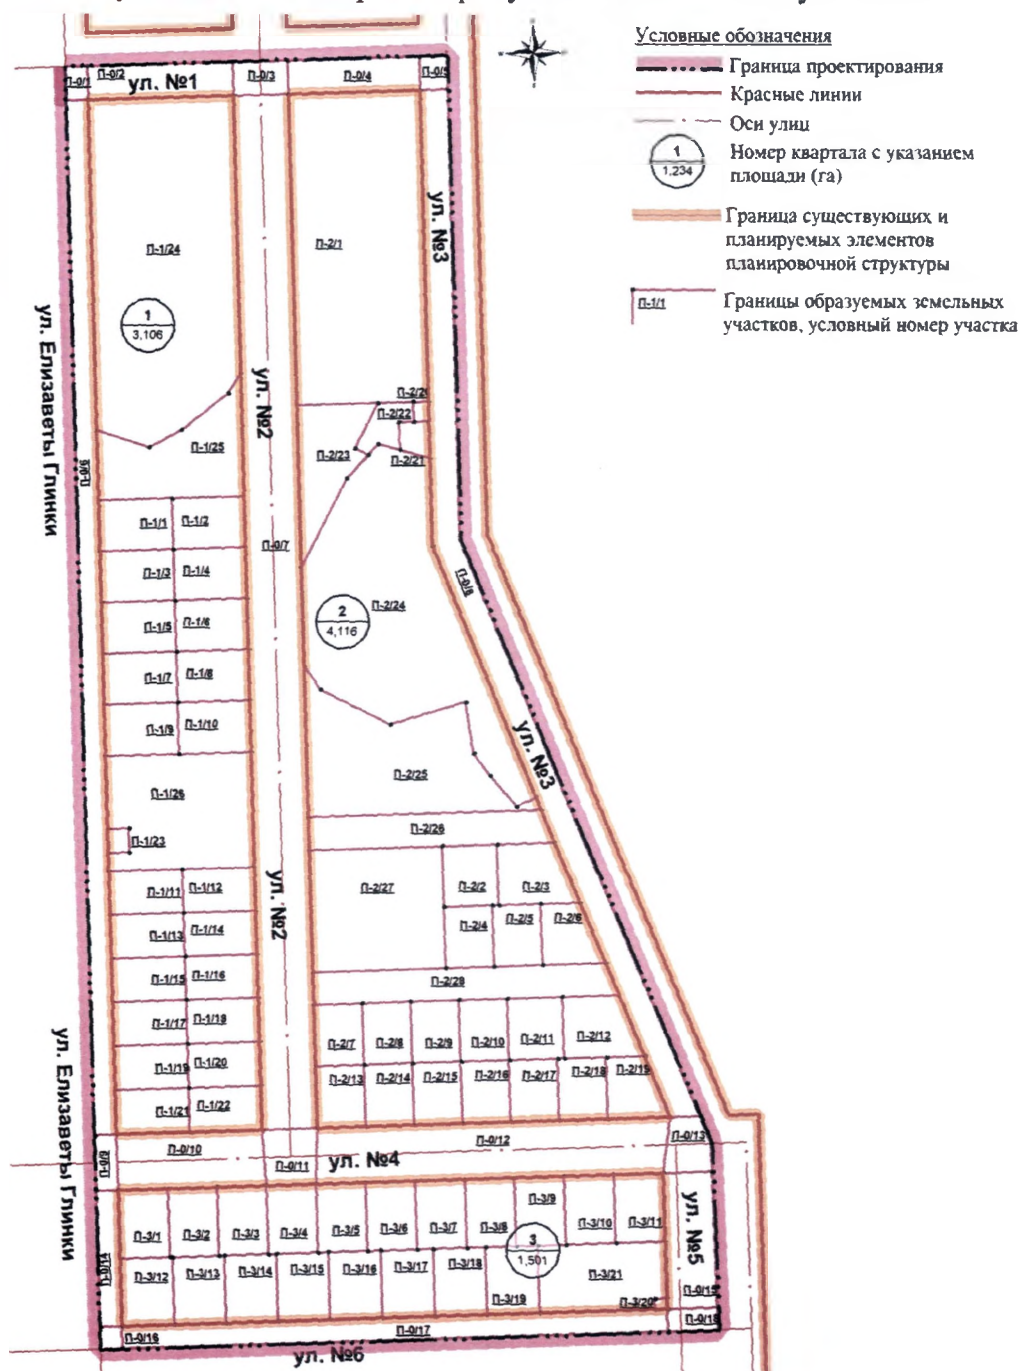 Условные обозначения
Граница проектирования
Красные линии
Оси улиц
1
1,234
Номер квартала с указанием
площади (га)
Граница существующих и
планируемых элементов
планировочной структуры
П-1/1
Границы образуемых земельных
участков, условный номер участка
П-0/1
П-0/2
ул. №1
П-0/3
П-0/4
П-0/5
ул. №3
П-1/24
П-2/1
1
3,106
ул. Елизаветы Глинки
ул. №2
П-2/22
П-1/25
П-2/23
П-2/21
П-1/1
П-1/2
П-0/7
П-1/3
П-1/4
П-0/8
2
4,116
П-2/24
П-1/5
П-1/6
П-1/7
П-1/8
П-1/9
П-1/10
ул. №3
П-2/25
П-1/26
П-2/26
П-1/23
П-1/11
П-1/12
П-2/27
П-2/2
П-2/3
ул. №2
П-1/13
П-1/14
П-2/4
П-2/5
П-2/6
П-1/15
П-1/16
П-1/17
ул. Елизаветы Глинки
П-2/7
П-2/8
П-2/9
П-2/10
П-2/11
П-2/12
П-1/19
П-1/20
П-2/13
П-2/14
П-2/15
П-2/16
П-2/17
П-2/18
П-2/19
П-1/21
П-1/22
П-0/9
П-0/10
П-0/11
ул. №4
П-0/12
П-0/13
П-3/1
П-3/2
П-3/3
П-3/4
П-3/5
П-3/6
П-3/7
П-3/8
П-3/9
П-3/10
П-3/11
ул. №5
3
1,501
П-0/14
П-3/12
П-3/13
П-3/14
П-3/15
П-3/16
П-3/17
П-3/18
П-3/19
П-3/21
П-3/20
П-0/15
П-0/16
П-0/17
П-0/18
ул. №6